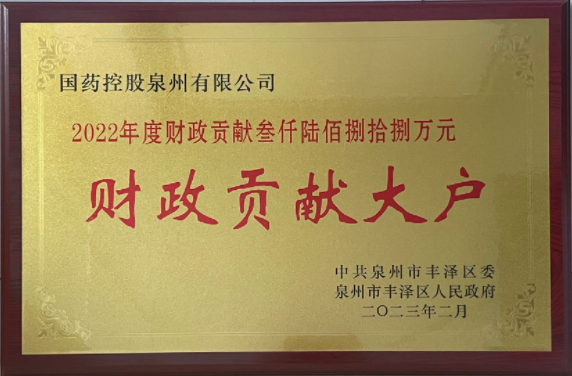 国药控股泉州有限公司
2022年度财政贡献叁仟陆佰捌拾捌万元
财政贡献大户
中共泉州市丰泽区委
泉州市丰泽区人民政府
二〇二三年二月